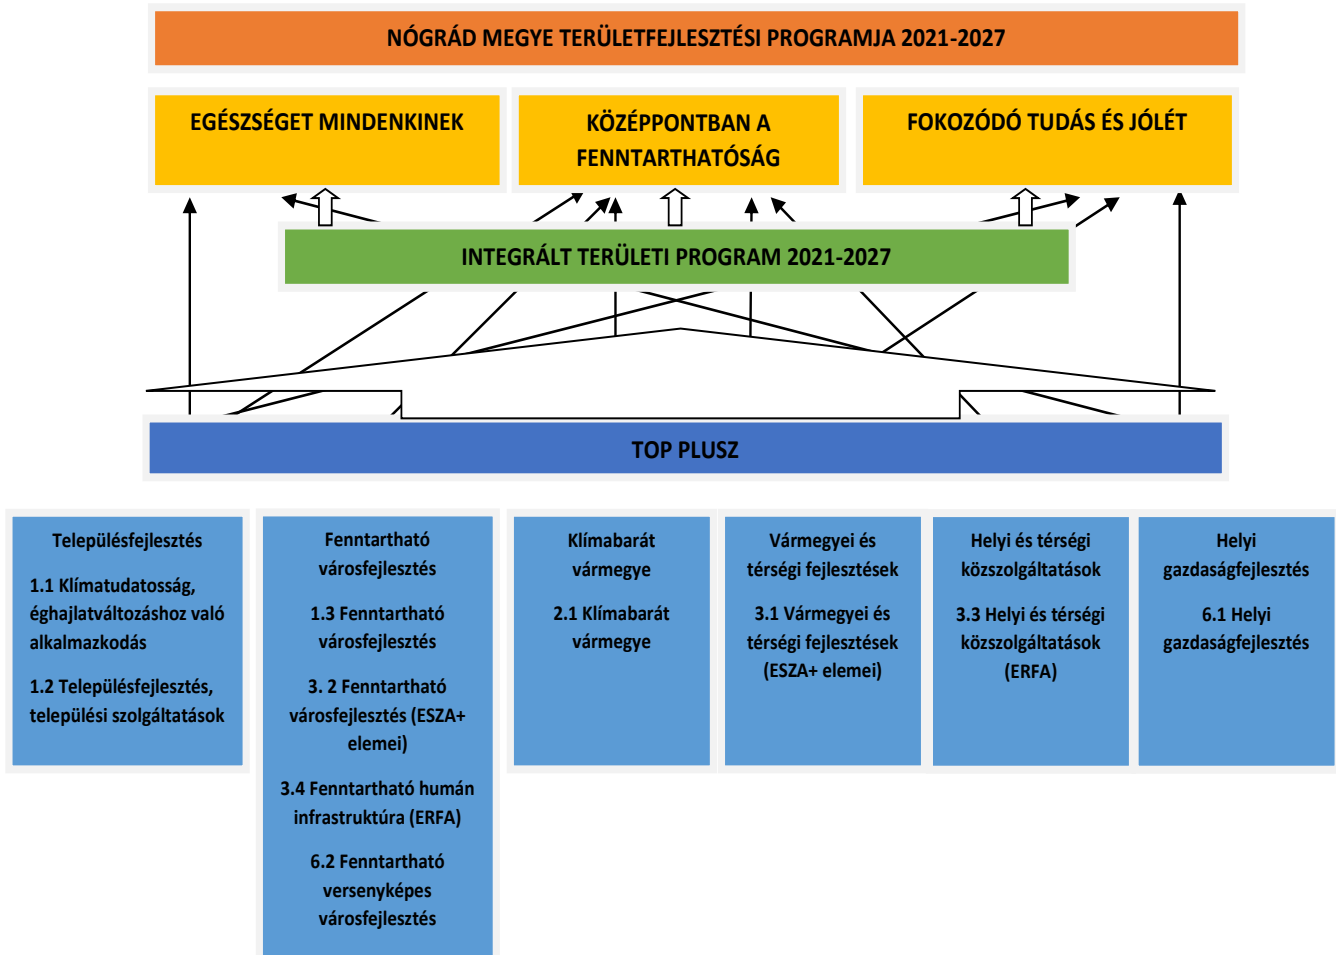 NÓGRÁD MEGYE TERÜLETFEJLESZTÉSI PROGRAMJA 2021-2027
EGÉSZSÉGET MINDENKINEK
KÖZÉPPONTBAN A
FENNTARTHATÓSÁG
FOKOZÓDÓ TUDÁS ÉS JÓLÉT
INTEGRÁLT TERÜLETI PROGRAM 2021-2027
TOP PLUSZ
Településfejlesztés
1.1 Klímatudatosság,
éghajlatváltozáshoz való
alkalmazkodás
1.2 Településfejlesztés,
települési szolgáltatások
Fenntartható
városfejlesztés
1.3 Fenntartható
városfejlesztés
3. 2 Fenntartható
városfejlesztés (ESZA+
elemei)
3.4 Fenntartható humán
infrastruktúra (ERFA)
6.2 Fenntartható
versenyképes
városfejlesztés
Klímabarát
vármegye
2.1 Klímabarát
vármegye
Vármegyei és
térségi fejlesztések
3.1 Vármegyei és
térségi fejlesztések
(ESZA+ elemei)
Helyi és térségi
közszolgáltatások
3.3 Helyi és térségi
közszolgáltatások
(ERFA)
Helyi
gazdaságfejlesztés
6.1 Helyi
gazdaságfejlesztés